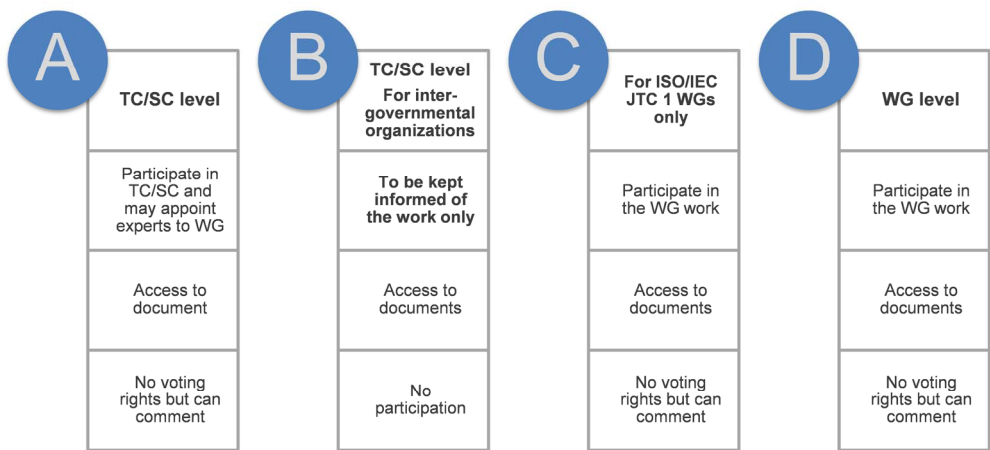 A
TC/SC level
Participate in
TC/SC and
may appoint
experts to WG
Access to
document
No voting
rights but can
comment
B
TC/SC level
For inter-
governmental
organizations
To be kept
informed of
the work only
Access to
documents
No
participation
C
For ISO/IEC
JTC 1 WGs
only
Participate in
the WG work
Access to
documents
No voting
rights but can
comment
D
WG level
Participate in
the WG work
Access to
documents
No voting
rights but can
comment